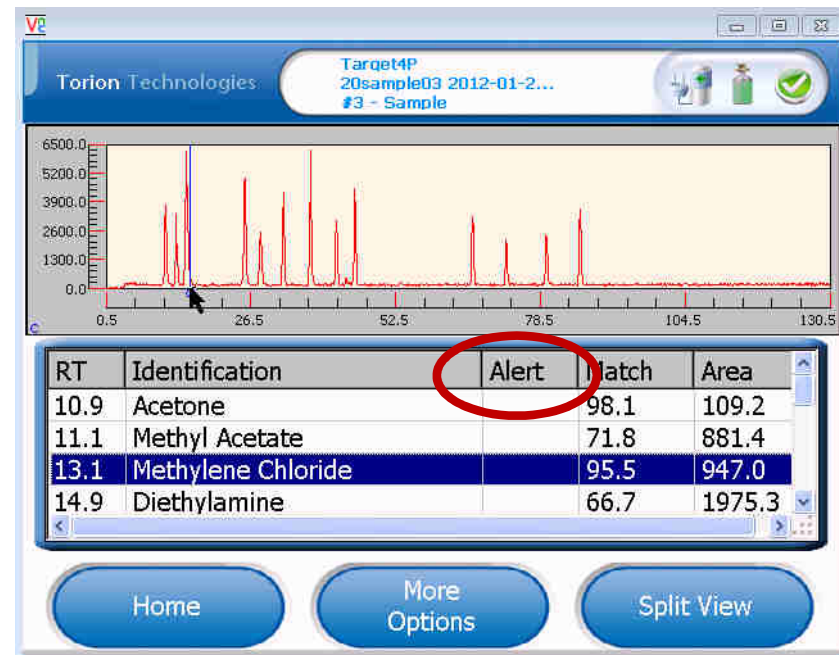 Torion Technologies
Target4P
20sample03 2012-01-2...
#3 - Sample
6500.0
5200.0
3900.0
2600.0
1300.0
0.0
0.5 26.5 52.5 78.5 104.5 130.5
C
RT Identification Alert Match Area
10.9 Acetone 98.1 109.2
11.1 Methyl Acetate 71.8 881.4
13.1 Methylene Chloride 95.5 947.0
14.9 Diethylamine 66.7 1975.3
Home More Options Split View